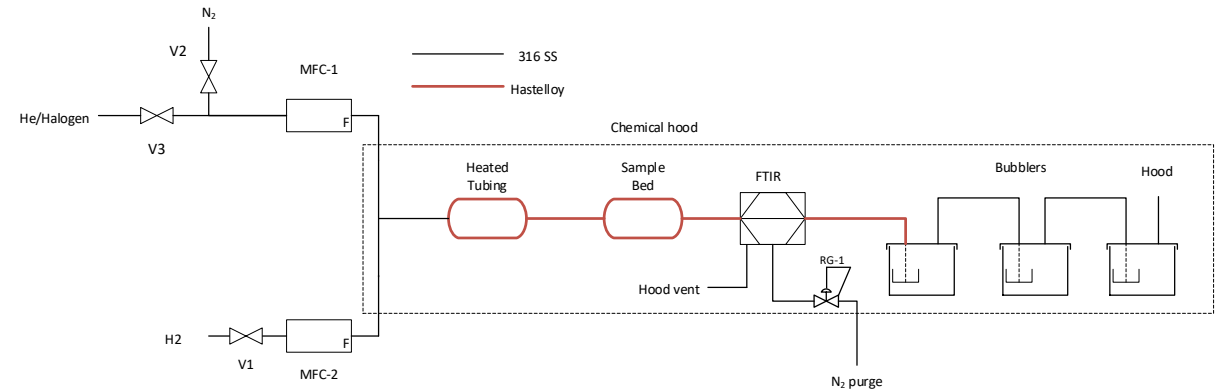 N₂
V2
MFC-1
316 SS
Hastelloy
He/Halogen
F
V3
Chemical hood
Heated
Tubing
Sample
Bed
FTIR
Bubblers
Hood
RG-1
Hood vent
H2
F
V1
MFC-2
N₂ purge